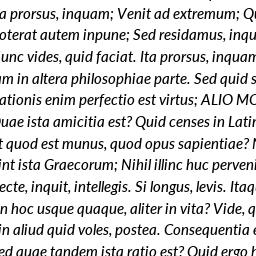 a prorsus, inquam; Venit ad extremum; Q
oterat autem inpune; Sed residamus, inqu
unc vides, quid faciat. Ita prorsus, inquam
m in altera philosophiae parte. Sed quid s
ationis enim perfectio est virtus; ALIO MO
uae ista amicitia est? Quid censes in Latin
t quod est munus, quod opus sapientiae? N
int ista Graecorum; Nihil illinc huc perveni
ecte, inquit, intellegis. Si longus, levis. Itaq
n hoc usque quaque, aliter in vita? Vide, q
in aliud quid voles, postea. Consequentia e
ed quae tandem ista ratio est? Quid ergo h